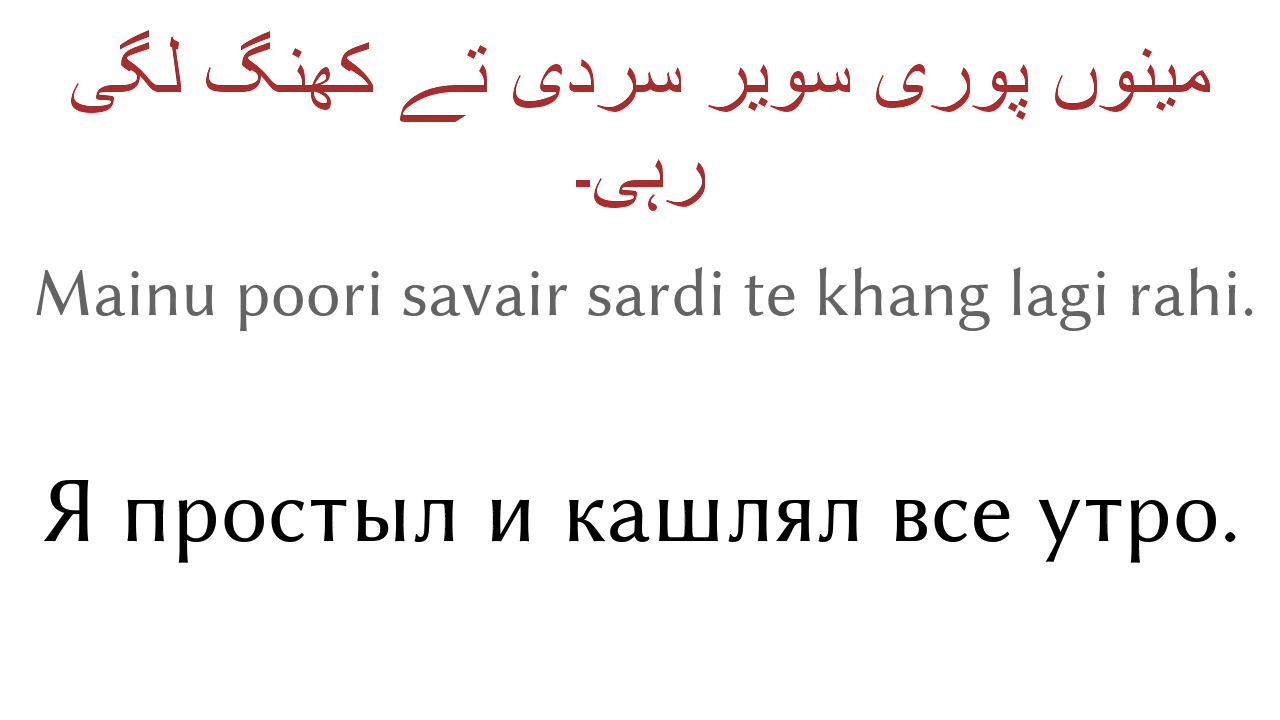 مینوں پوری سویر سردی تے کھنگ لگی
رہی۔
Mainu poori savair sardi te khang lagi rahi.
Я простыл и кашлял все утро.